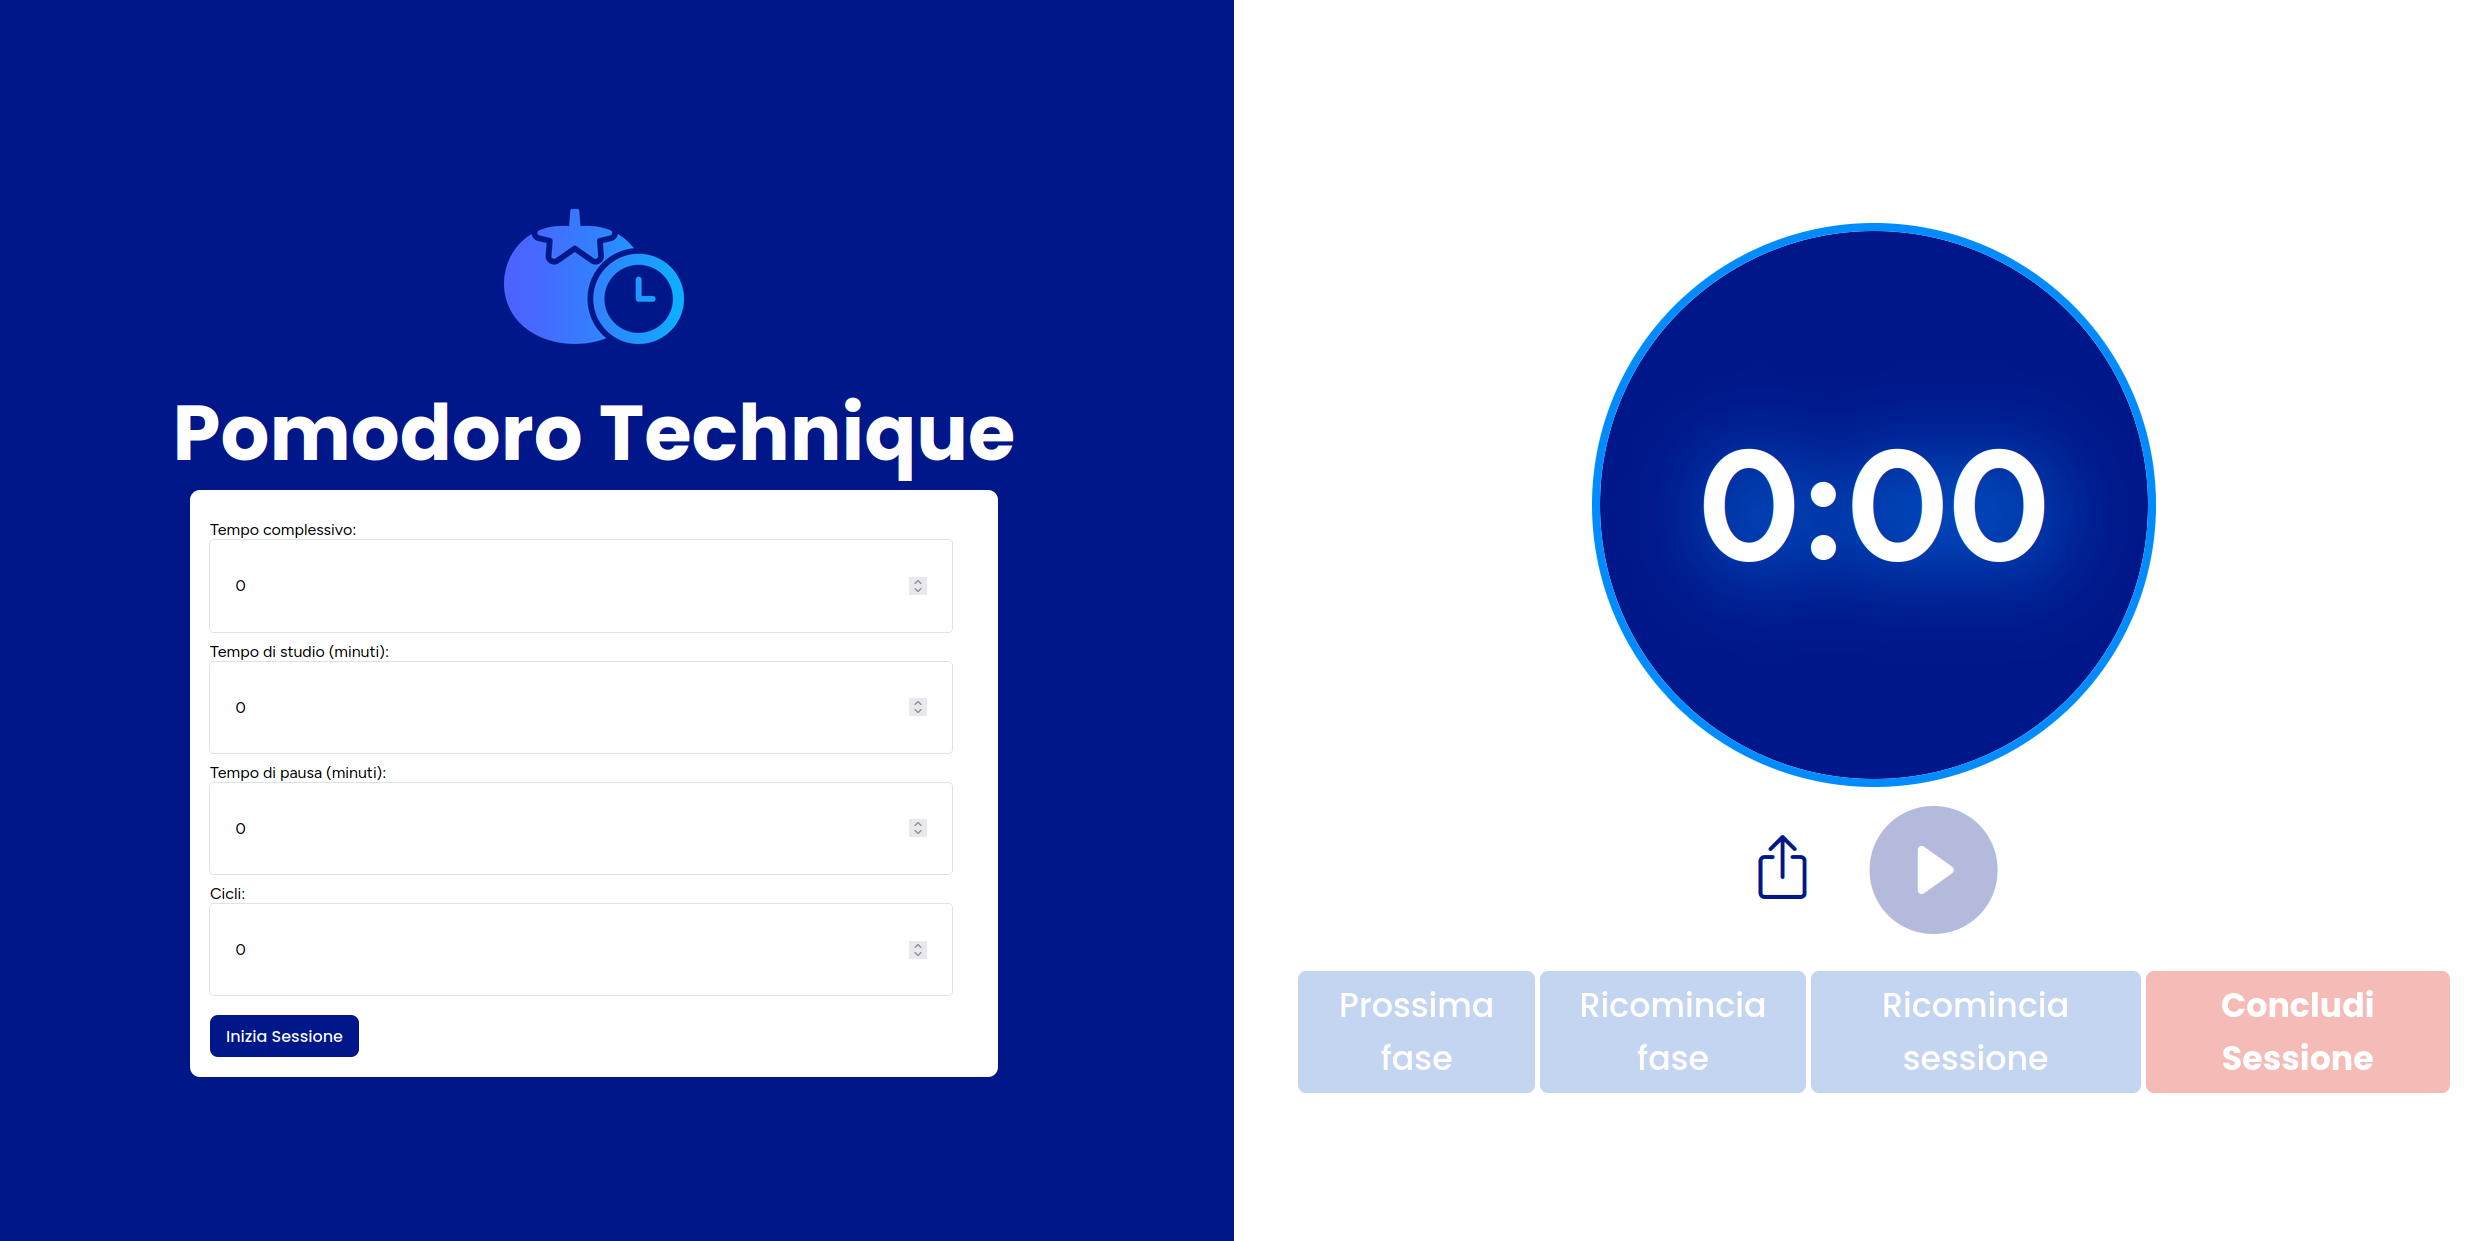 Pomodoro Technique
Tempo complessivo:
0
Tempo di studio (minuti):
0
Tempo di pausa (minuti):
0
Cicli:
0
Inizia Sessione
0:00
Prossima
fase
Ricomincia
fase
Ricomincia
sessione
Concludi
Sessione